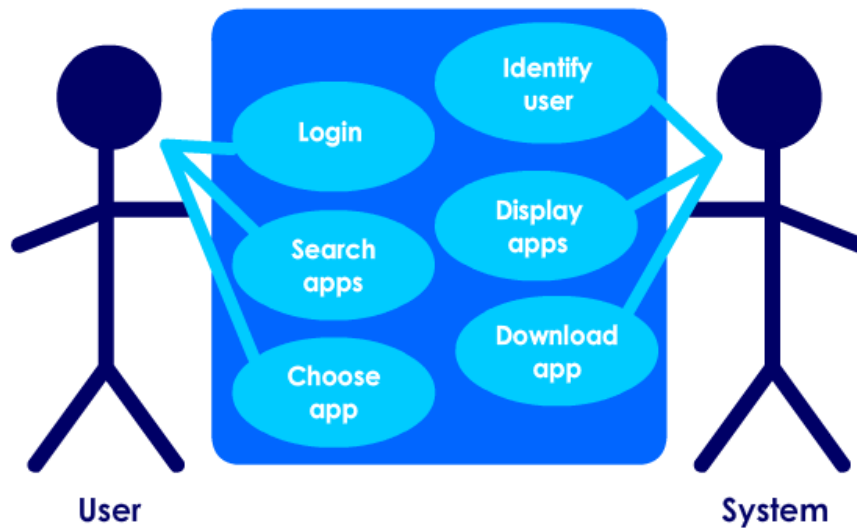 Login
Search
apps
Choose
app
Identify
user
Display
apps
Download
app
User
System